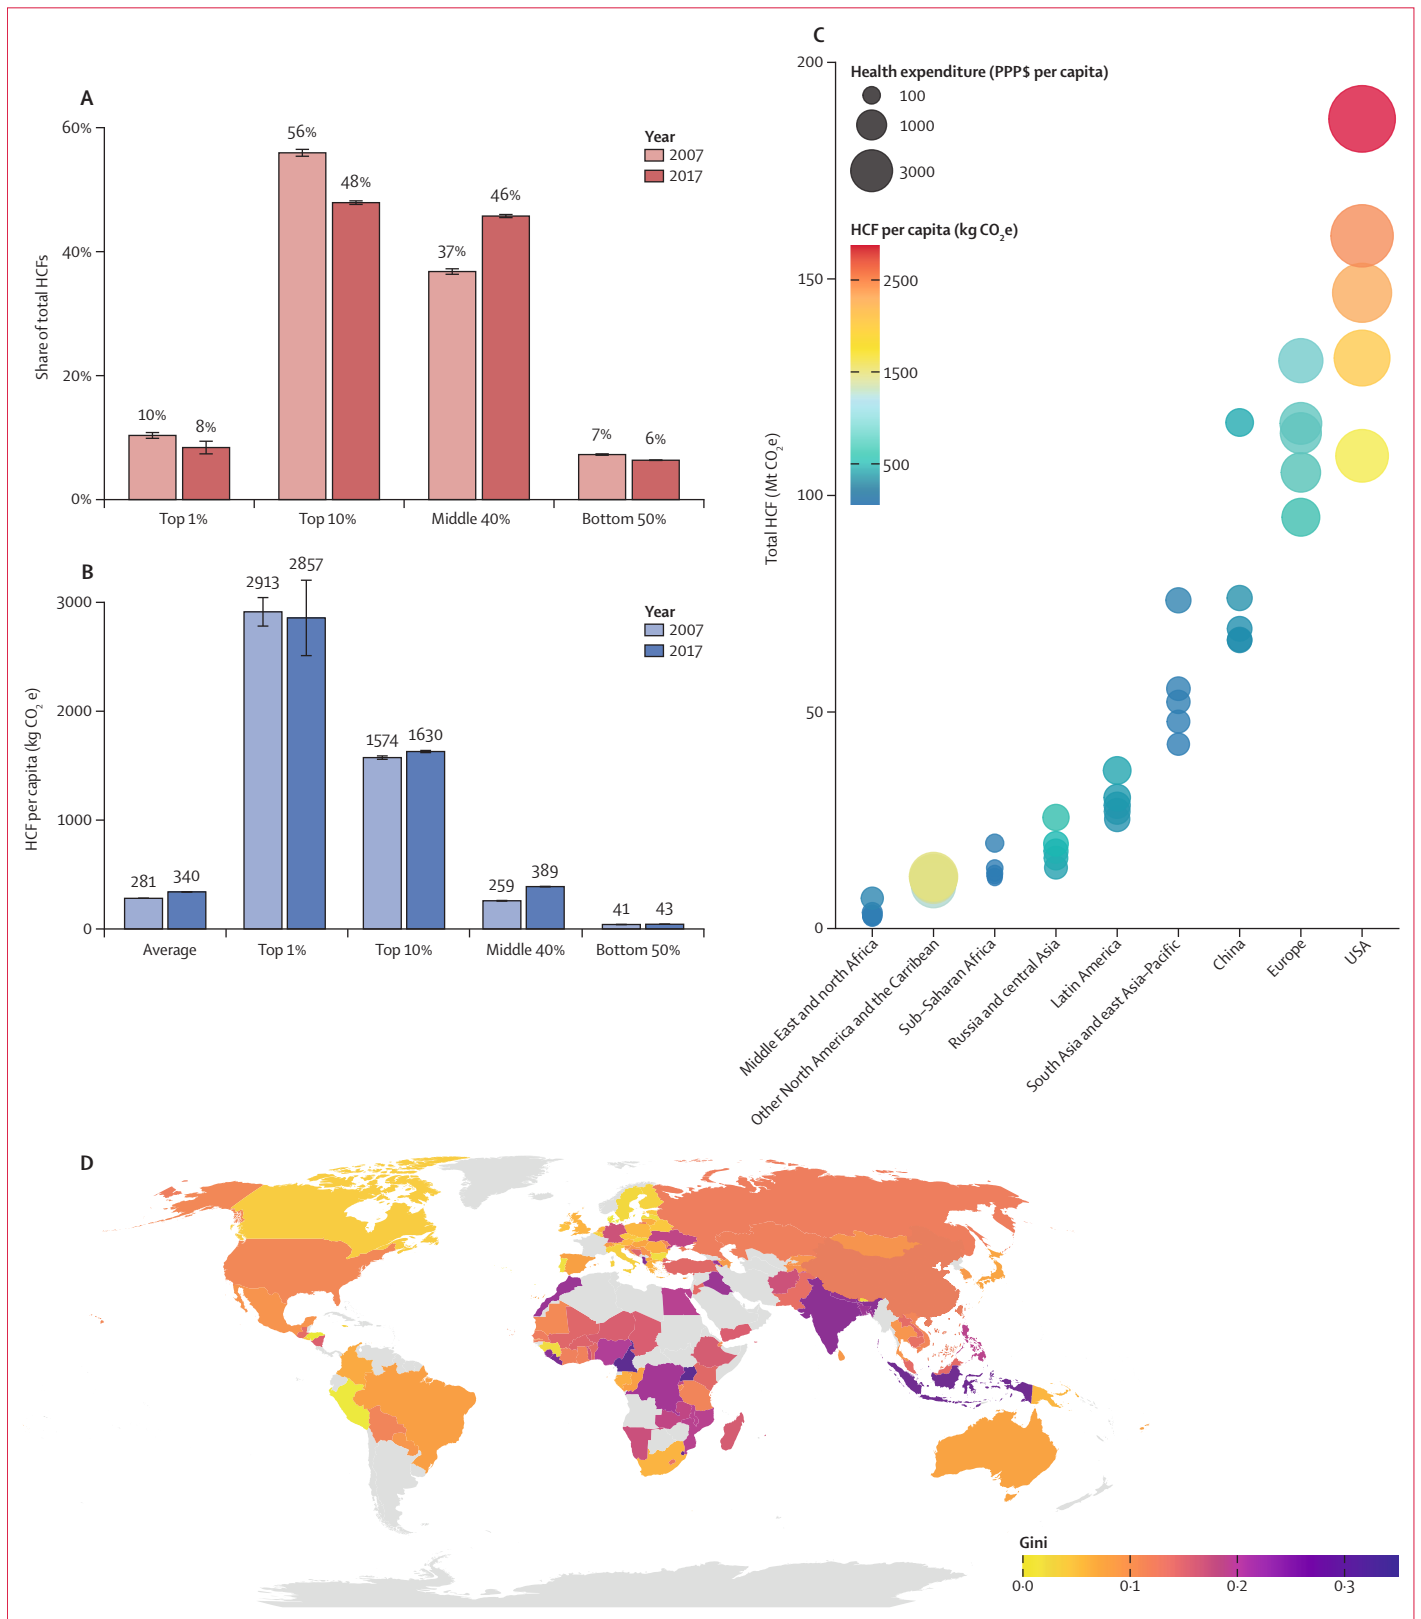 A
60%
40%
20%
0%
Share of total HCFs
56%
48%
46%
37%
10%
8%
7%
6%
Year
2007
2017
Top 1%
Top 10%
Middle 40%
Bottom 50%
B
3000
2000
1000
0
HCF per capita (kg CO2 e)
2913
2857
1574
1630
281
340
259
389
41
43
Year
2007
2017
Average
Top 1%
Top 10%
Middle 40%
Bottom 50%
C
200
150
100
50
0
Total HCF (Mt CO2e)
Health expenditure (PPP$ per capita)
100
1000
3000
HCF per capita (kg CO2e)
2500
1500
500
Middle East and north Africa
Other North America and the Carribean
Sub–Saharan Africa
Russia and central Asia
Latin America
South Asia and east Asia–Pacific
China
Europe
USA
D
Gini
0·0
0·1
0·2
0·3